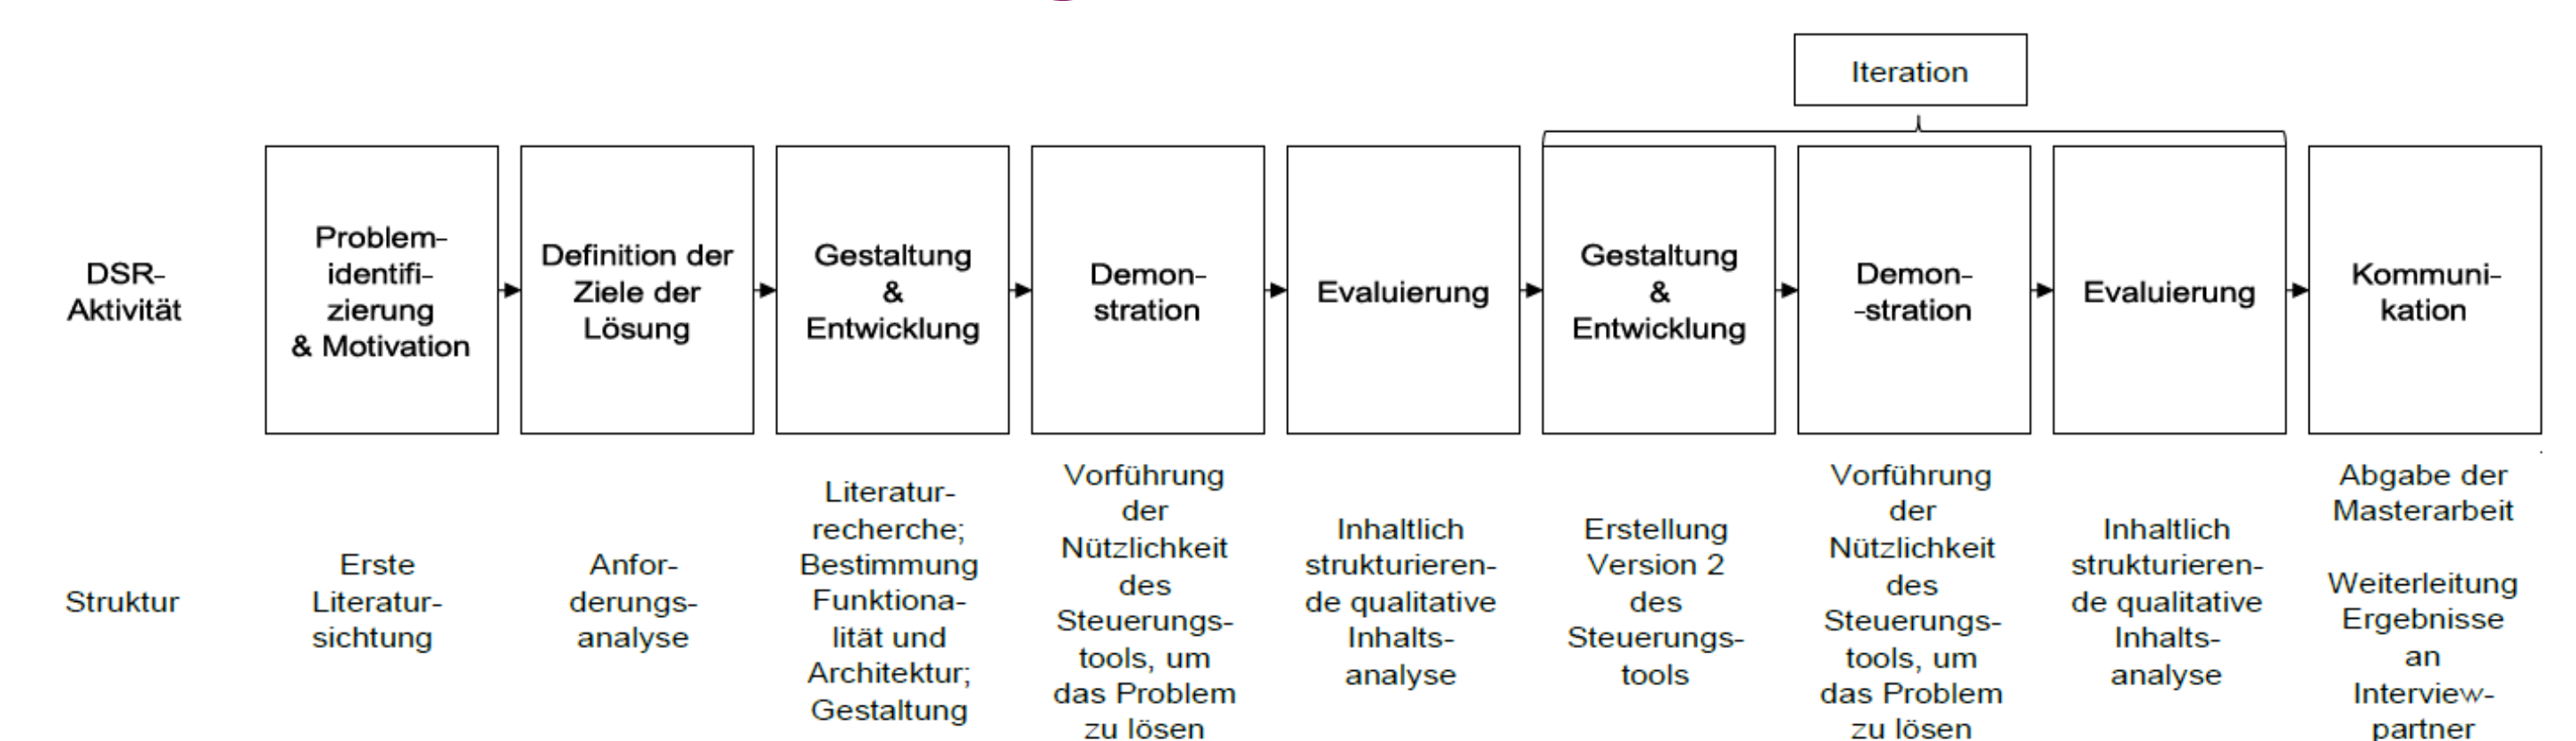 Iteration
DSR-
Aktivität
Problem-
identifi-
zierung
& Motivation
Definition der
Ziele der
Lösung
Gestaltung
&
Entwicklung
Demon-
stration
Evaluierung
Gestaltung
&
Entwicklung
Demon-
-stration
Evaluierung
Kommuni-
kation
Struktur
Erste
Literatur-
sichtung
Anfor-
derungs-
analyse
Literatur-
recherche;
Bestimmung
Funktiona-
lität und
Architektur;
Gestaltung
Vorführung
der
Nützlichkeit
des
Steuerungs-
tools, um
das Problem
zu lösen
Inhaltlich
strukturieren-
de qualitative
Inhalts-
analyse
Erstellung
Version 2
des
Steuerungs-
tools
Vorführung
der
Nützlichkeit
des
Steuerungs-
tools, um
das Problem
zu lösen
Inhaltlich
strukturieren-
de qualitative
Inhalts-
analyse
Abgabe der
Masterarbeit
Weiterleitung
Ergebnisse
an
Interview-
partner